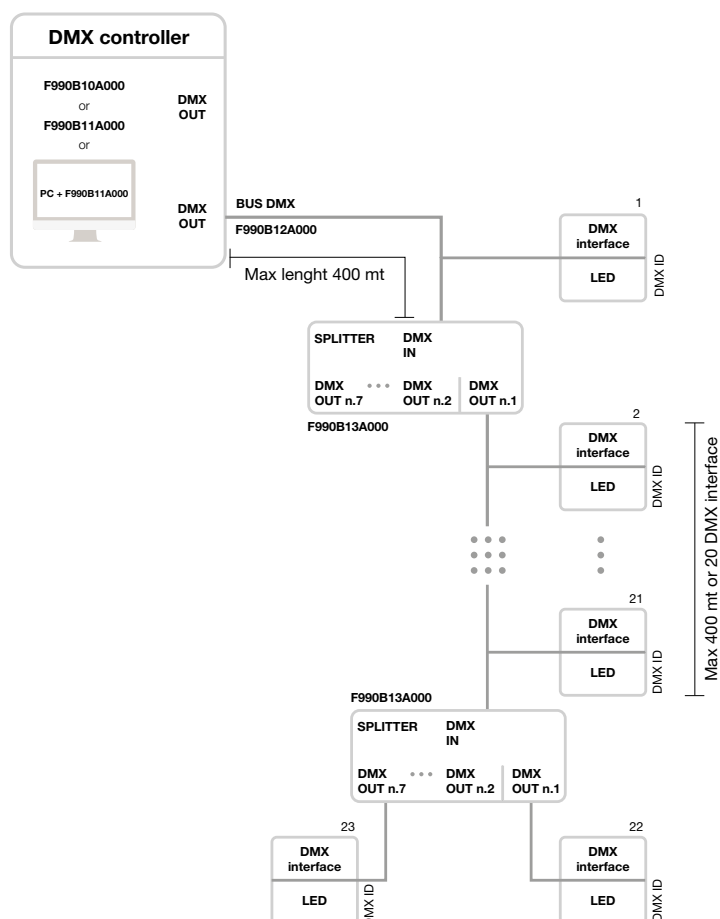 DMX controller
F990B10A000
or
F990B11A000
or
PC + F990B11A000
DMX
OUT
DMX
OUT
BUS DMX
F990B12A000
Max lenght 400 mt
1
DMX
interface
LED
DMX ID
SPLITTER
DMX
IN
DMX
OUT n.7
DMX
OUT n.2
DMX
OUT n.1
F990B13A000
2
DMX
interface
LED
DMX ID
21
DMX
interface
LED
DMX ID
Max 400 mt or 20 DMX interface
F990B13A000
SPLITTER
DMX
IN
DMX
OUT n.7
DMX
OUT n.2
DMX
OUT n.1
23
DMX
interface
LED
DMX ID
22
DMX
interface
LED
DMX ID